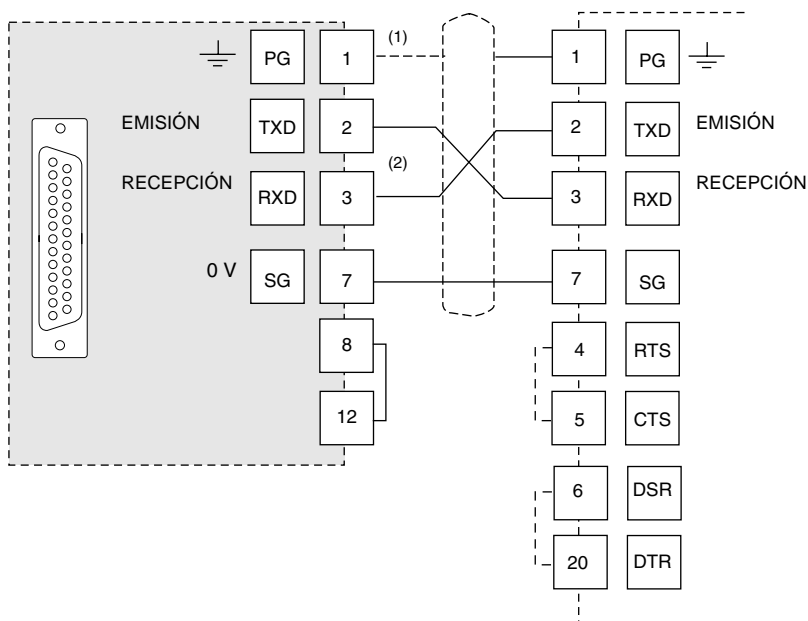 PG 1 (1) 1 PG
EMISIÓN TXD 2 2 TXD EMISIÓN
RECEPCIÓN RXD 3 (2) 3 RXD RECEPCIÓN
0 V SG 7 7 SG
8 4 RTS
12 5 CTS
6 DSR
20 DTR